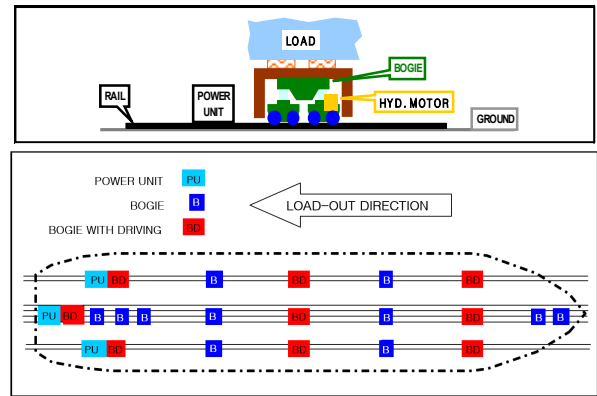 LOAD
BOGIE
RAIL
POWER
UNIT
HYD. MOTOR
GROUND
POWER UNIT PU
BOGIE B
LOAD-OUT DIRECTION
BOGIE WITH DRIVING BD
PU BD B BD B BD
PU BD B B B B BD B BD B B
PU BD B BD B BD